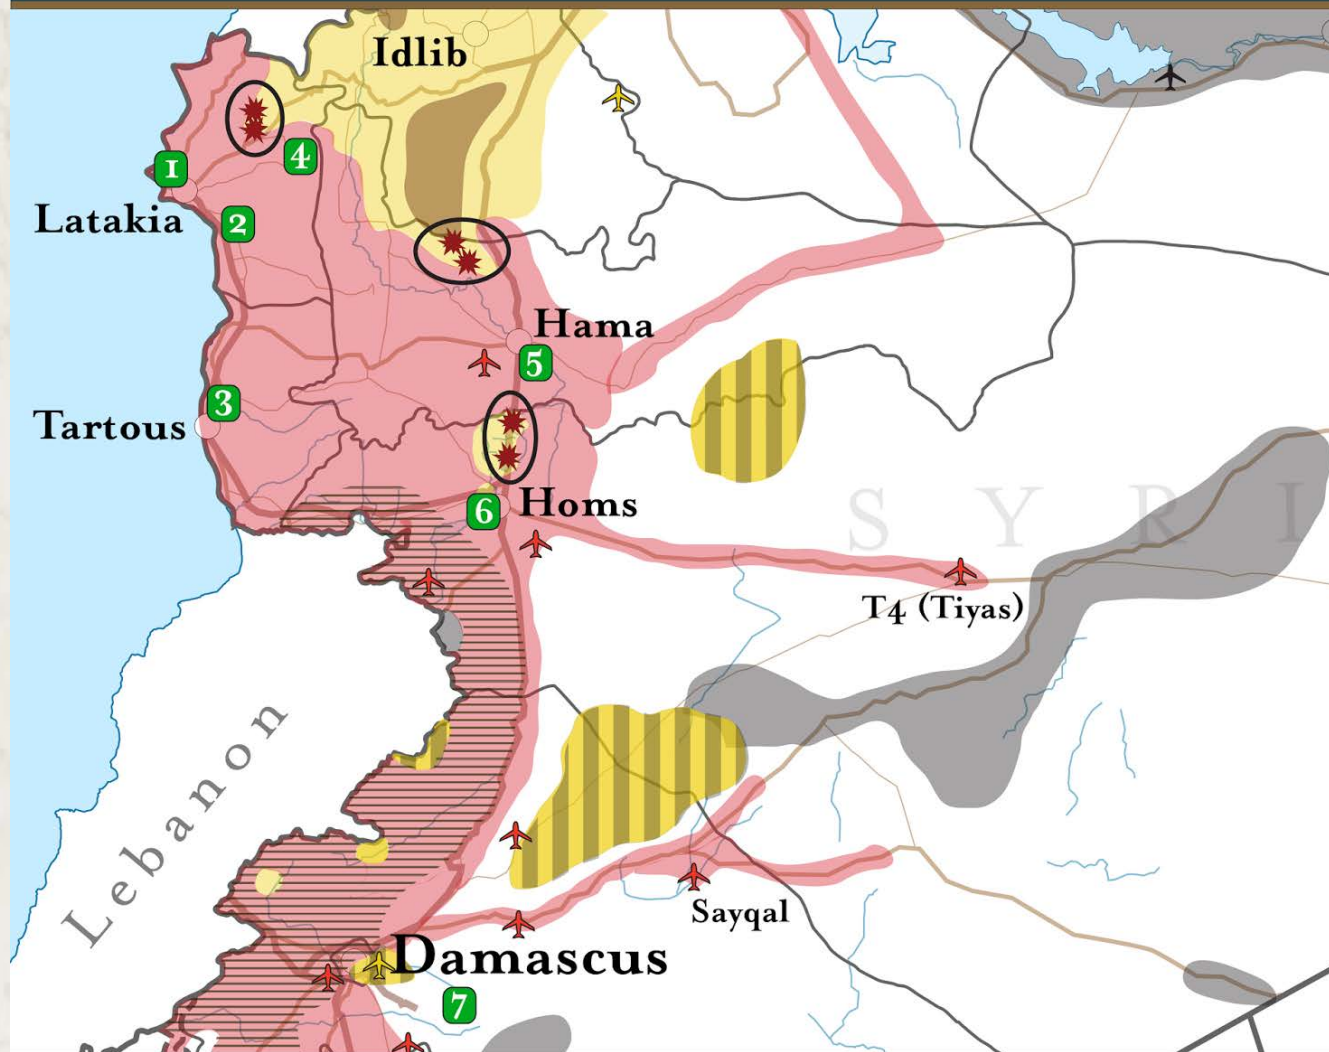 Idlib
1
4
Latakia
2
Hama
5
3
Tartous
6
Homs
S Y R I
T4 (Tiyas)
Lebanon
Sayqal
Damascus
7